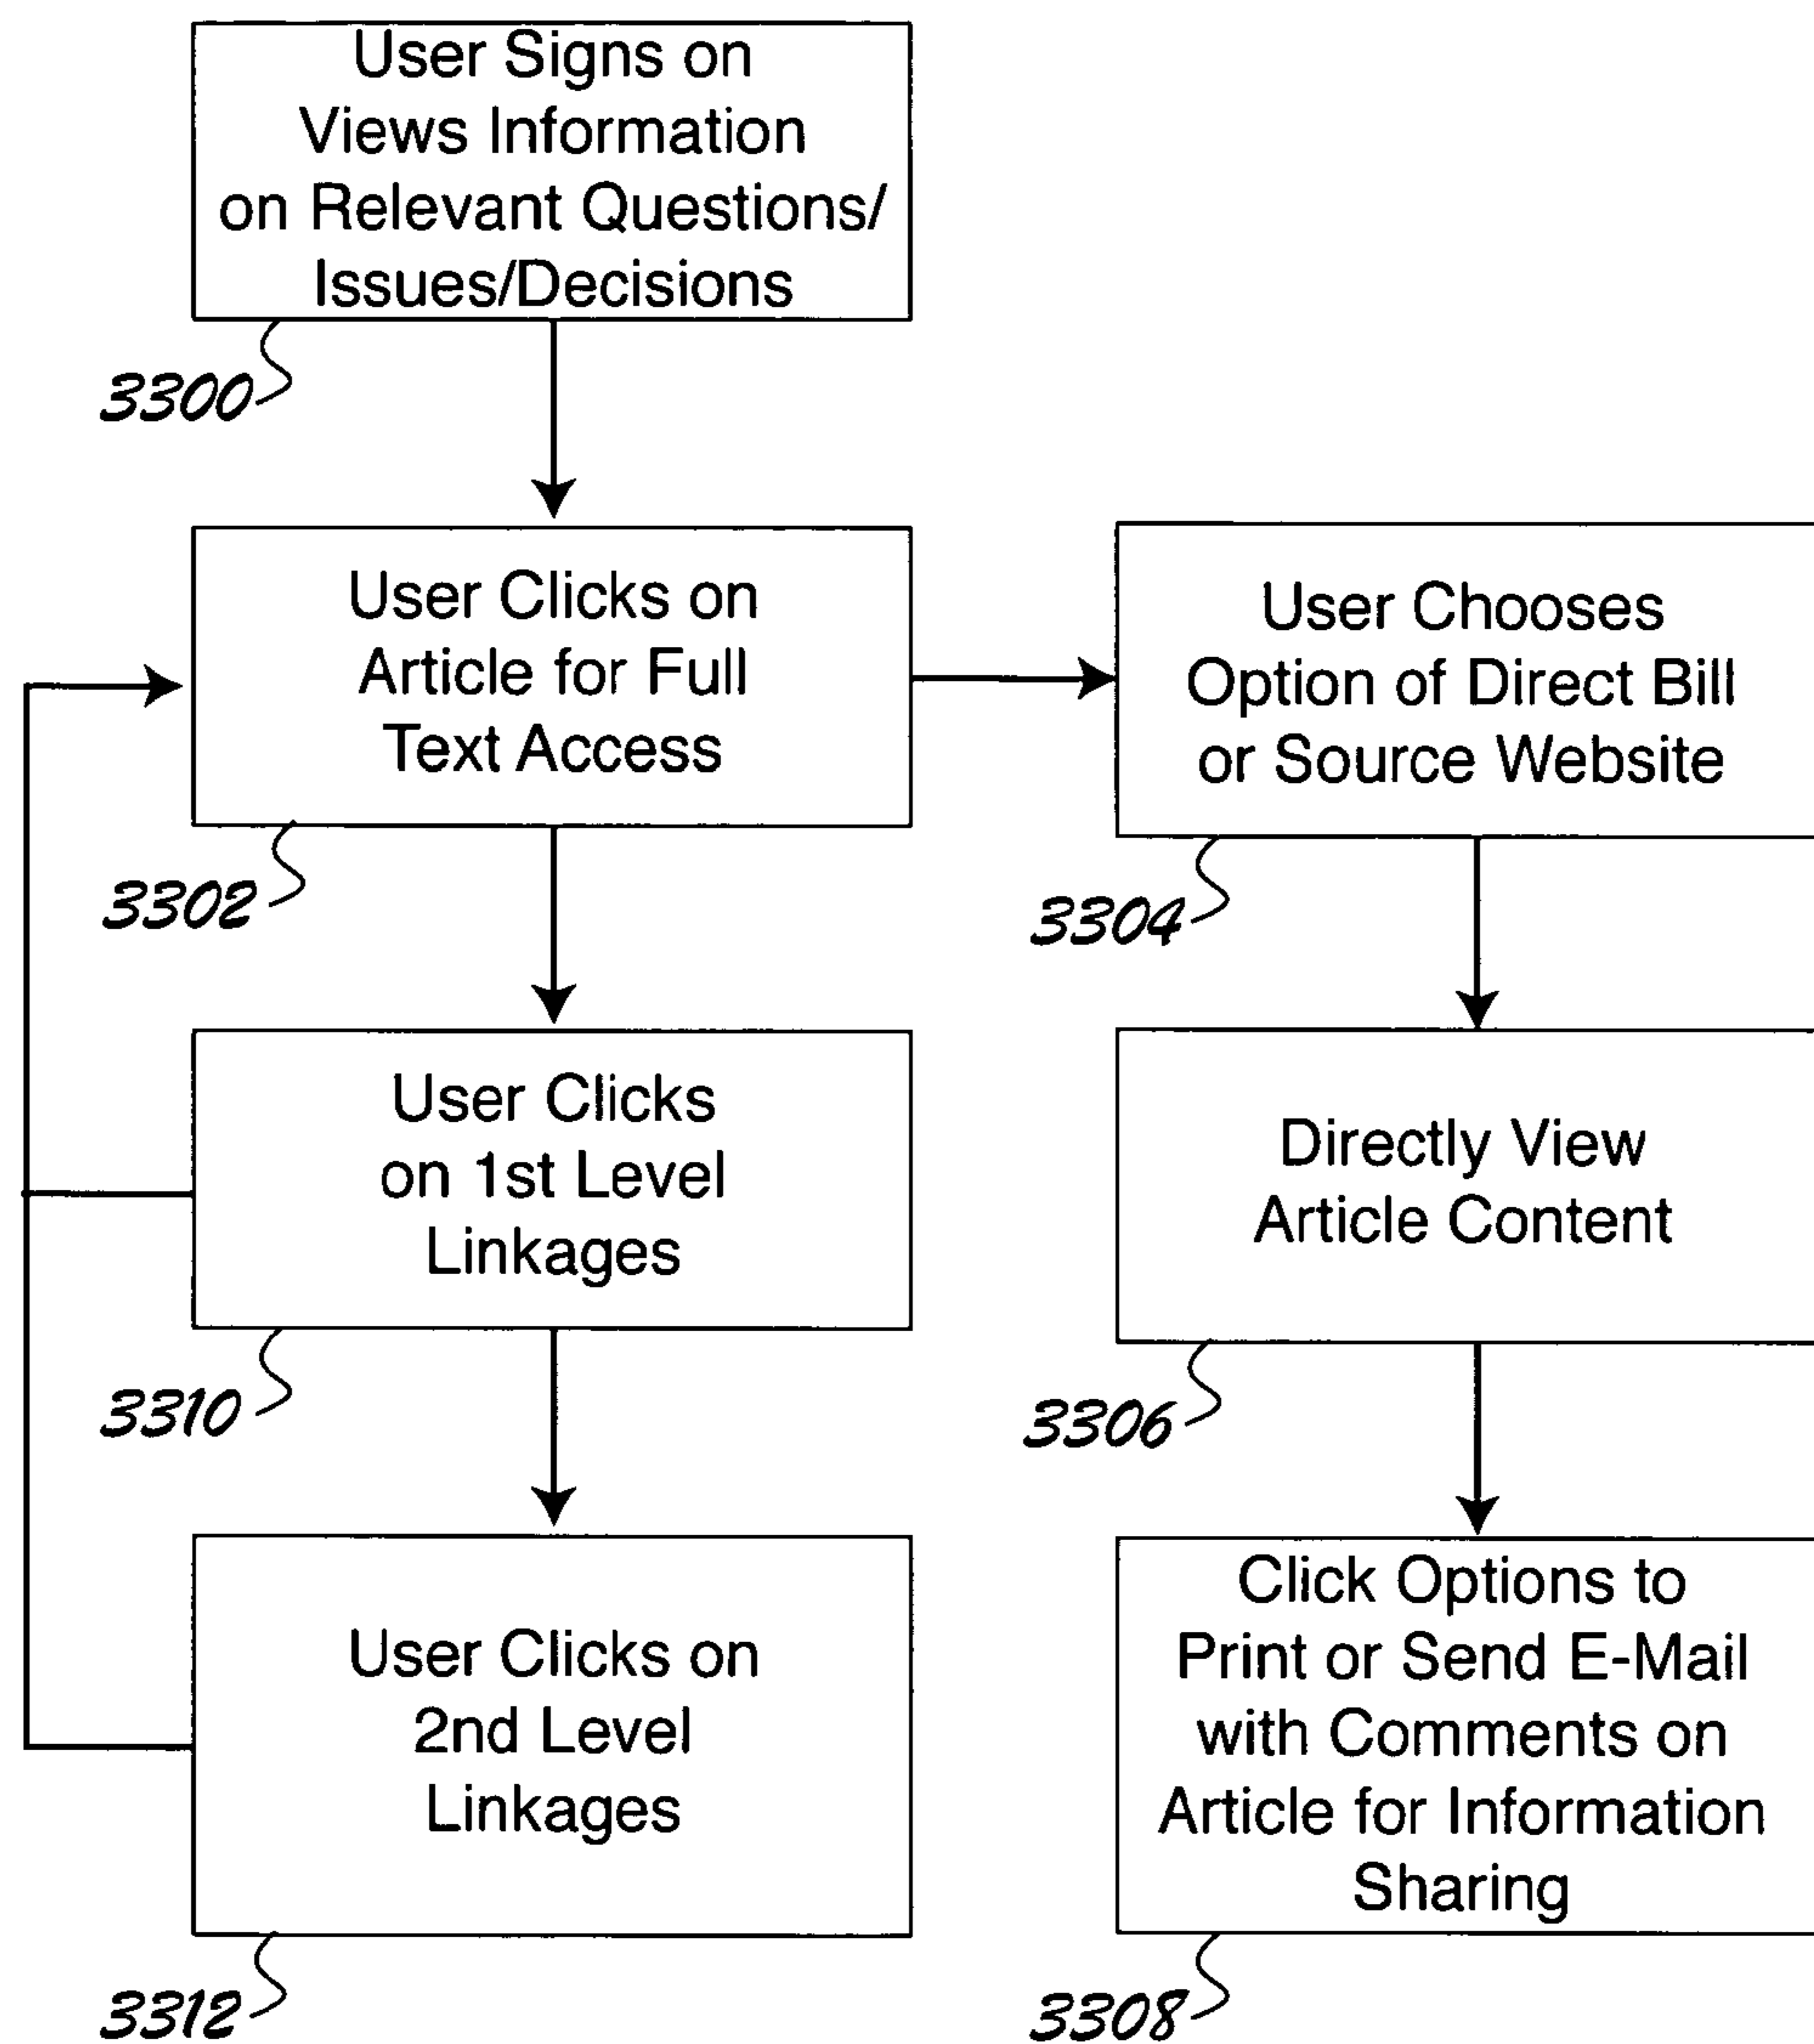 User Signs on
Views Information
on Relevant Questions/
Issues/Decisions
3300
User Clicks on
Article for Full
Text Access
3302
User Chooses
Option of Direct Bill
or Source Website
3304
User Clicks
on 1st Level
Linkages
3310
Directly View
Article Content
3306
User Clicks on
2nd Level
Linkages
3312
Click Options to
Print or Send E-Mail
with Comments on
Article for Information
Sharing
3308